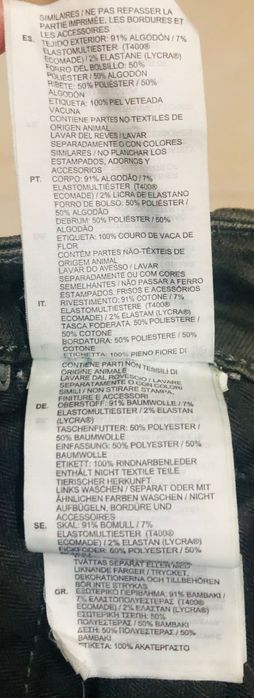 SIMILAIRES / NE PAS REPASSER LA
PARTIE IMPRIMÉE, LES BORDURES ET
LES ACCESSOIRES
ES. TEJIDO EXTERIOR: 91% ALGODÓN / 7%
ELASTOMULTIÉSTER (T400®
ECOMADE) / 2% ELASTANE (LYCRA®)
FORRO DEL BOLSILLO: 50%
POLIÉSTER / 50% ALGODÓN
RIBETE: 50% POLIÉSTER / 50%
ALGODÓN
ETIQUETA: 100% PIEL VETEADA
VACUNA
CONTIENE PARTES NO TEXTILES DE
ORIGEN ANIMAL
LAVAR DEL REVÉS / LAVAR
SEPARADAMENTE O CON COLORES
SIMILARES / NO PLANCHAR LOS
ESTAMPADOS, ADORNOS Y
ACCESORIOS
PT. CORPO: 91% ALGODÃO / 7%
ELASTOMULTIÉSTER (T400®
ECOMADE) / 2% LICRA DE ELASTANO
FORRO DE BOLSO: 50% POLIÉSTER
/ 50% ALGODÃO
DEBRUM: 50% POLIÉSTER / 50%
ALGODÃO
ETIQUETA: 100% COURO DE VACA DE
FLOR
CONTÉM PARTES NÃO-TÊXTEIS DE
ORIGEM ANIMAL
LAVAR DO AVESSO / LAVAR
SEPARADAMENTE OU COM CORES
SEMELHANTES / NÃO PASSAR A FERRO
ESTAMPADOS, FRISOS E ACESSÓRIOS
IT. RIVESTIMENTO: 91% COTONE / 7%
ELASTOMULTIESTERE (T400®
ECOMADE) / 2% ELASTAM (LYCRA®)
TASCA FODERATA: 50% POLIESTERE /
50% COTONE
BORDATURA: 50% POLIESTERE / 50%
COTONE
ETICHETTA: 100% PIENO FIORE DI
CONTIENE PARTI NON TESSILI DI
ORIGINE ANIMALE
LAVARE DAL ROVESCIO / LAVARE
SEPARATAMENTE O CON COLORI
SIMILI / NON STIRARE STAMPA,
FINITURE E ACCESSORI
DE. OBERSTOFF: 91% BAUMWOLLE / 7%
ELASTOMULTIESTER / 2% ELASTAN
(LYCRA®)
TASCHENFUTTER: 50% POLYESTER /
50% BAUMWOLLE
EINFASSUNG: 50% POLYESTER / 50%
BAUMWOLLE
ETIKETT: 100% RINDNARBENLEDER
ENTHÄLT NICHT TEXTILE TEILE
TIERISCHER HERKUNFT
LINKS WASCHEN / SEPARAT ODER MIT
ÄHNLICHEN FARBEN WASCHEN / NICHT
AUFBÜGELN, BORDÜRE UND
ACCESSOIRES
SE. SKAL: 91% BOMULL / 7%
ELASTOMULTIESTER (T400®
ECOMADE) / 2% ELASTAN (LYCRA®)
FICKFODER: 50% POLYESTER / 50%
TVÄTTAS SEPARAT ELLER MED
LIKNANDE FÄRGER / TRYCKET,
DEKORATIONERNA OCH TILLBEHÖREN
BÖR INTE STRYKAS
GR. ΕΞΩΤΕΡΙΚΟ ΠΕΡΙΒΛΗΜΑ: 91% ΒΑΜΒΑΚΙ /
7% ΕΛΑΣΤΟΠΟΛΥΕΣΤΕΡΑΣ (T400®
ECOMADE) / 2% ΕΛΑΣΤΑΝ (LYCRA®)
ΕΣΩΤΕΡΙΚΟ ΤΣΕΠΗΣ: 50%
ΠΟΛΥΕΣΤΕΡΑΣ / 50% ΒΑΜΒΑΚΙ
ΔΕΣΗ: 50% ΠΟΛΥΕΣΤΕΡΑΣ / 50%
ΒΑΜΒΑΚΙ
ΕΤΙΚΕΤΑ: 100% ΑΚΑΤΕΡΓΑΣΤΟ